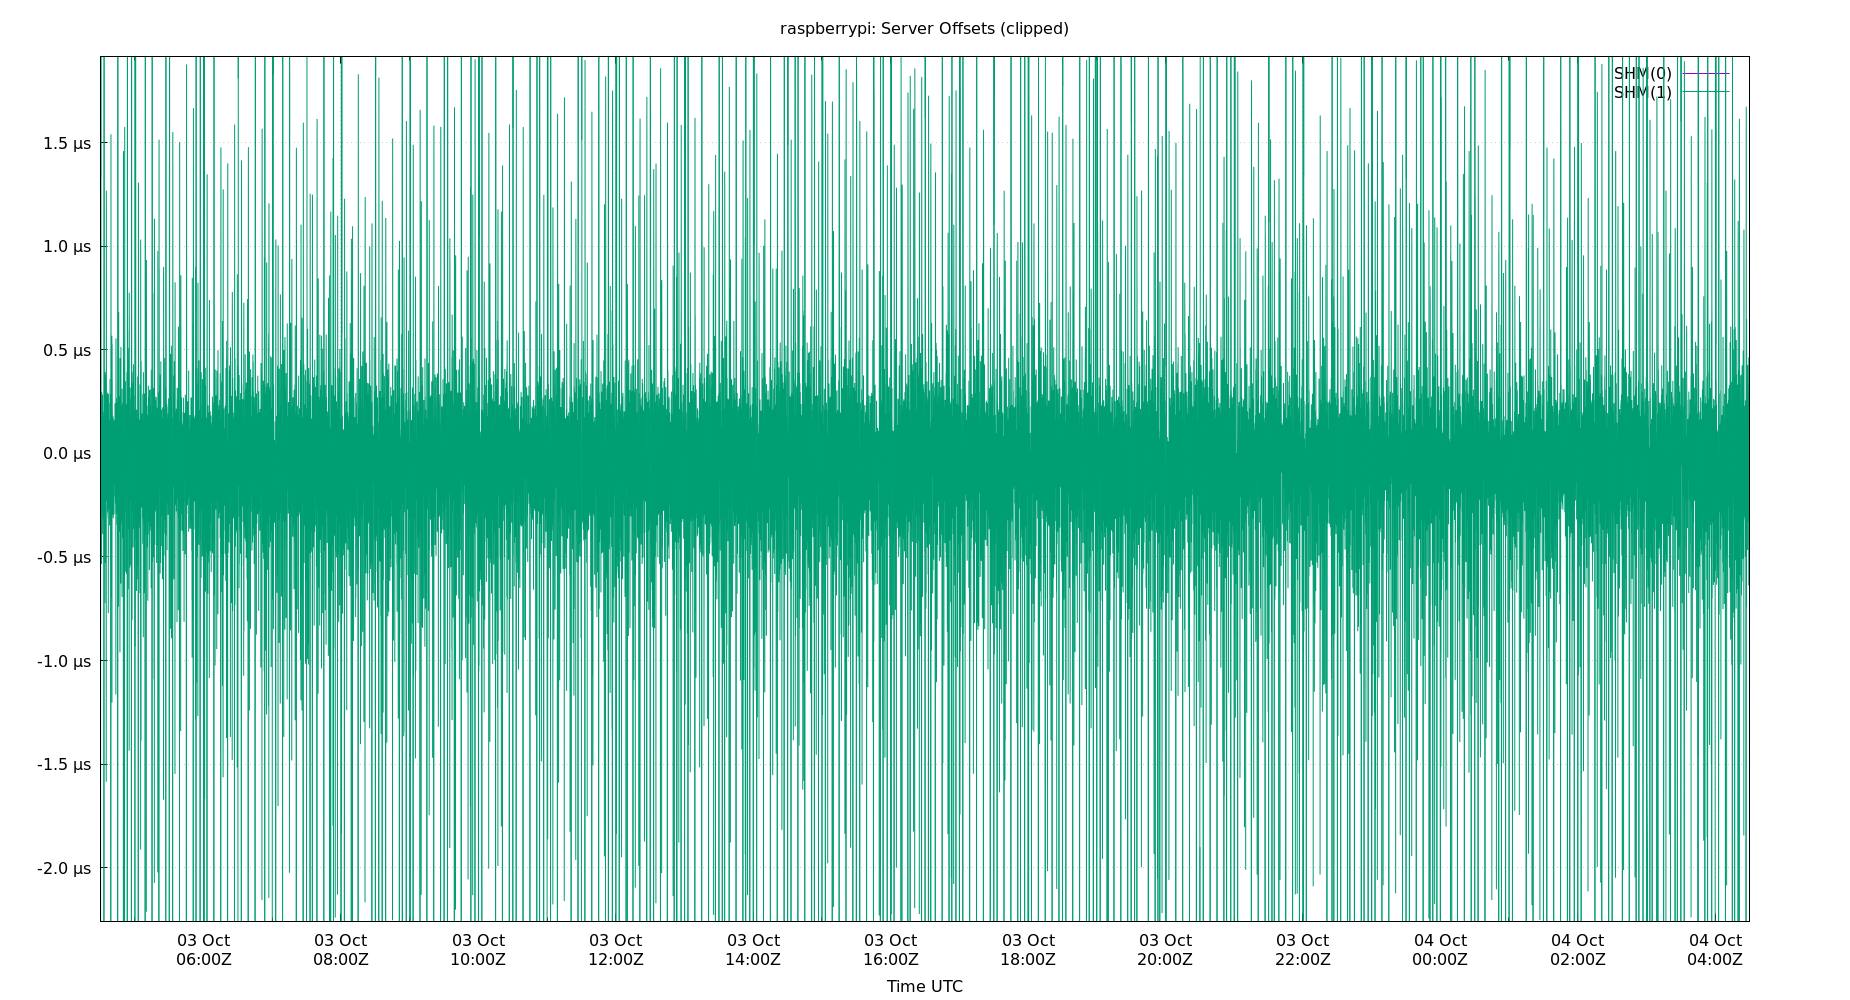 raspberrypi: Server Offsets (clipped)
SHM(0)
SHM(1)
1.5 µs
1.0 µs
0.5 µs
0.0 µs
-0.5 µs
-1.0 µs
-1.5 µs
-2.0 µs
03 Oct 03 Oct 03 Oct 03 Oct 03 Oct 03 Oct 03 Oct 03 Oct 03 Oct 04 Oct 04 Oct 04 Oct
06:00Z 08:00Z 10:00Z 12:00Z 14:00Z 16:00Z 18:00Z 20:00Z 22:00Z 00:00Z 02:00Z 04:00Z
Time UTC